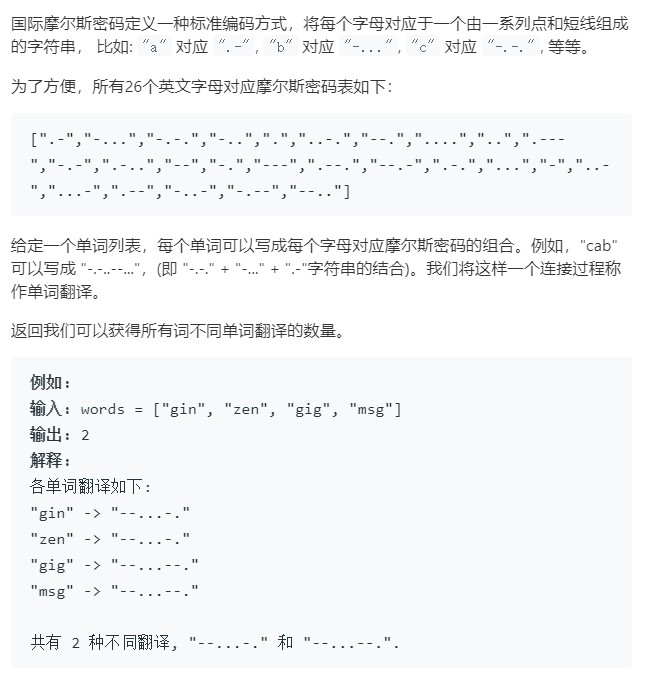 国际摩尔斯密码定义一种标准编码方式，将每个字母对应于一个由一系列点和短线组成
的字符串， 比如: "a" 对应 ".-", "b" 对应 "-...", "c" 对应 "-.-.", 等等。
为了方便，所有26个英文字母对应摩尔斯密码表如下：
[".-","-...","-.-.","-..",".","..-.","--.","....","..",".---
","-.-",".-..","--","-.","---",".--.","--.-",".-.","...","-","..-
","...-",".--","-..-","-.--","--.."]
给定一个单词列表，每个单词可以写成每个字母对应摩尔斯密码的组合。例如，"cab"
可以写成 "-.-..--..."，(即 "-.-." + "-..." + ".-"字符串的结合)。我们将这样一个连接过程称
作单词翻译。
返回我们可以获得所有词不同单词翻译的数量。
例如：
输入：words = ["gin", "zen", "gig", "msg"]
输出：2
解释：
各单词翻译如下：
"gin" -> "--...-."
"zen" -> "--...-."
"gig" -> "--...--."
"msg" -> "--...--."
共有 2 种不同翻译, "--...-." 和 "--...--.".